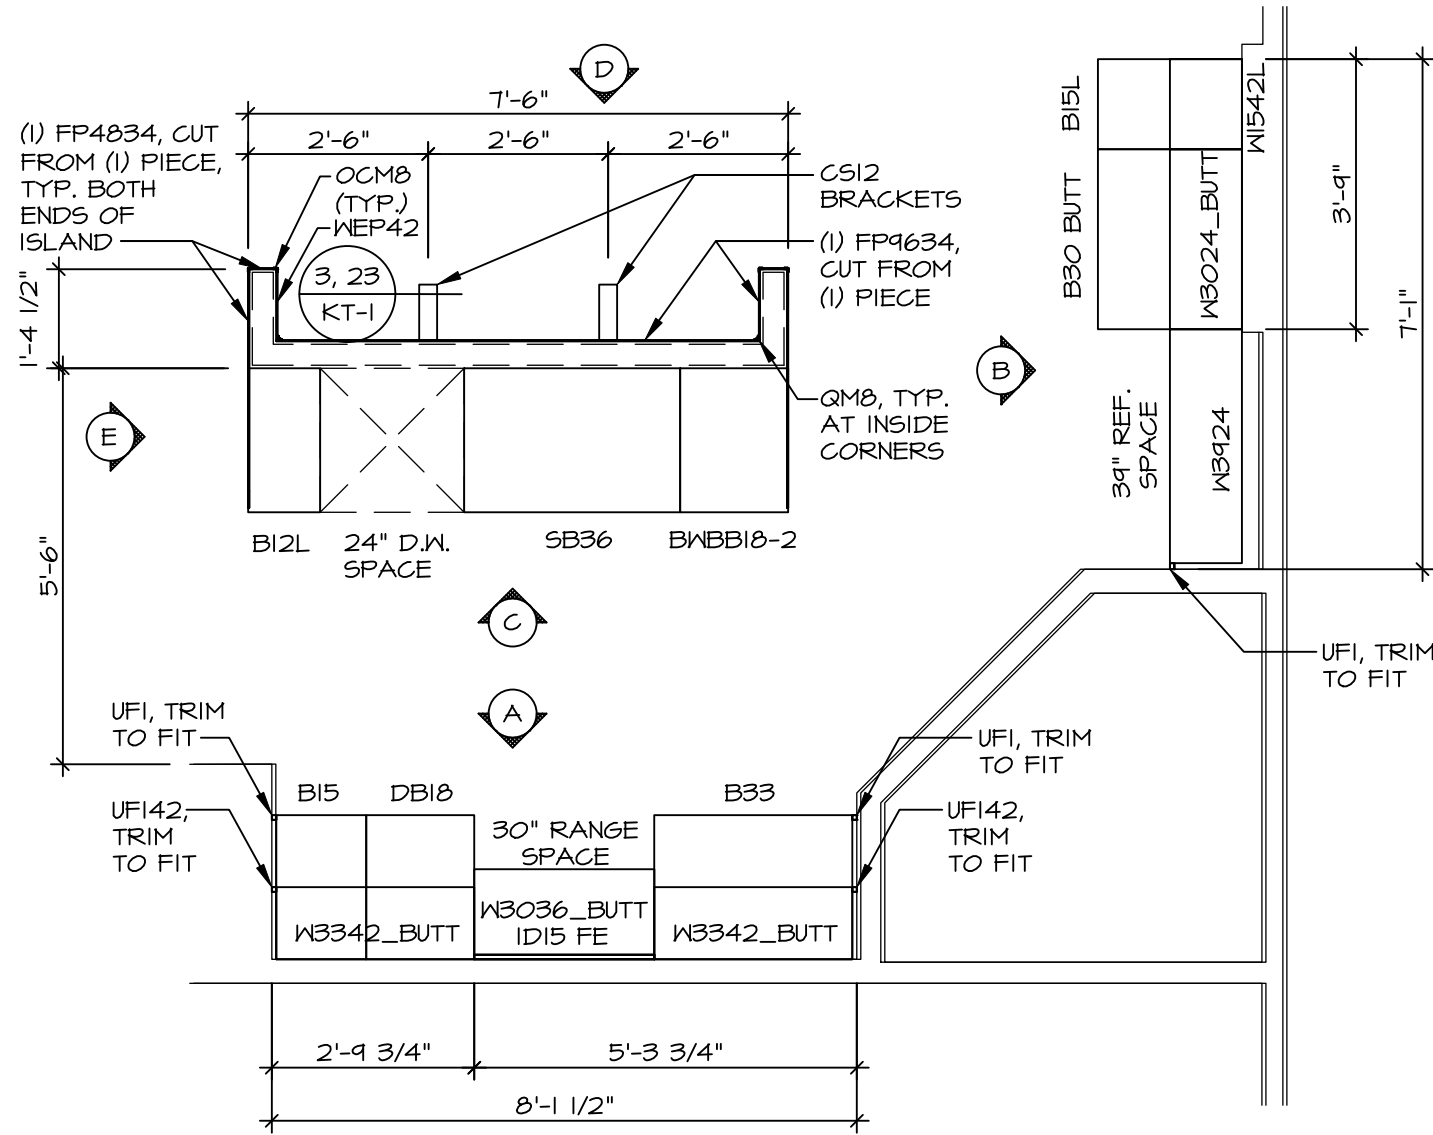 D
7'-6"
2'-6"
2'-6"
2'-6"
(1) FP4834, CUT
FROM (1) PIECE,
TYP. BOTH
ENDS OF
ISLAND
OCM8
(TYP.)
WEP42
3, 23
KT-1
CS12
BRACKETS
(1) FP9634,
CUT FROM
(1) PIECE
1'-4 1/2"
QM8, TYP.
AT INSIDE
CORNERS
E
B
5'-6"
B12L
24" D.W.
SPACE
SB36
BWBB18-2
C
A
B15L
W1542L
B30 BUTT
W3024_BUTT
3'-9"
7'-1"
39" REF.
SPACE
W3924
UF1, TRIM
TO FIT
UF1, TRIM
TO FIT
UF142,
TRIM
TO FIT
B15
DB18
30" RANGE
SPACE
B33
UF1, TRIM
TO FIT
UF142,
TRIM
TO FIT
W3342_BUTT
W3036_BUTT
1D15 FE
W3342_BUTT
2'-9 3/4"
5'-3 3/4"
8'-1 1/2"